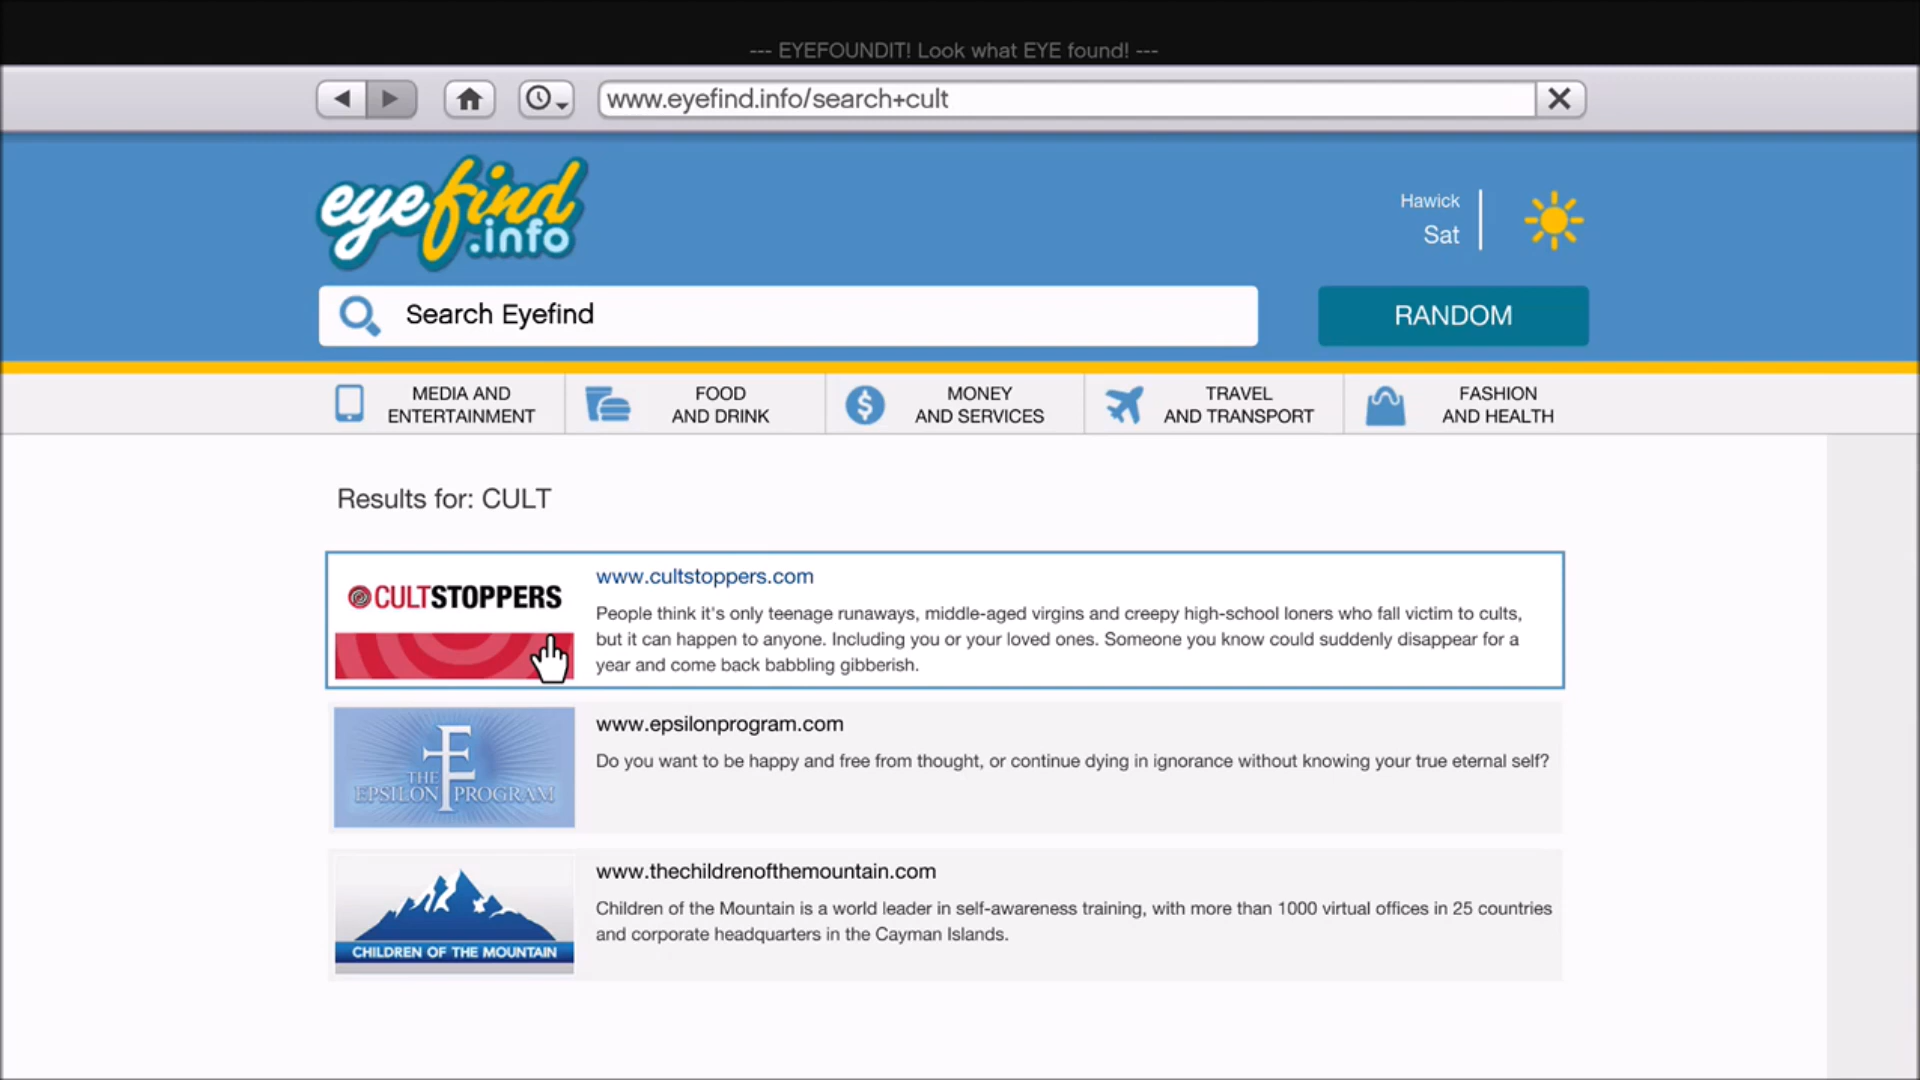 --- EYEFOUNDIT! Look what EYE found! ---
www.eyefind.info/search+cult
eyefind
.info
Hawick
Sat
Search Eyefind
RANDOM
MEDIA AND
ENTERTAINMENT
FOOD
AND DRINK
MONEY
AND SERVICES
TRAVEL
AND TRANSPORT
FASHION
AND HEALTH
Results for: CULT
CULTSTOPPERS
www.cultstoppers.com
People think it's only teenage runaways, middle-aged virgins and creepy high-school loners who fall victim to cults,
but it can happen to anyone. Including you or your loved ones. Someone you know could suddenly disappear for a
year and come back babbling gibberish.
THE
EPSILON PROGRAM
www.epsilonprogram.com
Do you want to be happy and free from thought, or continue dying in ignorance without knowing your true eternal self?
CHILDREN OF THE MOUNTAIN
www.thechildrenofthemountain.com
Children of the Mountain is a world leader in self-awareness training, with more than 1000 virtual offices in 25 countries
and corporate headquarters in the Cayman Islands.